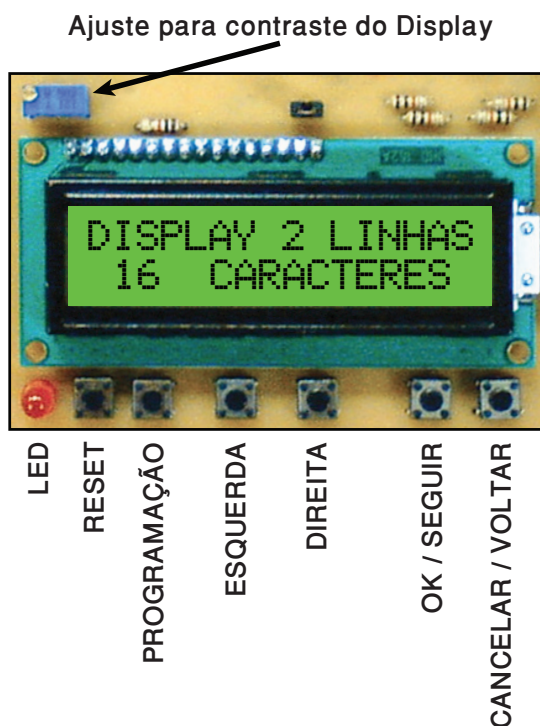 Ajuste para contraste do Display
DISPLAY 2 LINHAS
16 CARACTERES
LED
RESET
PROGRAMAÇÃO
ESQUERDA
DIREITA
OK / SEGUIR
CANCELAR / VOLTAR